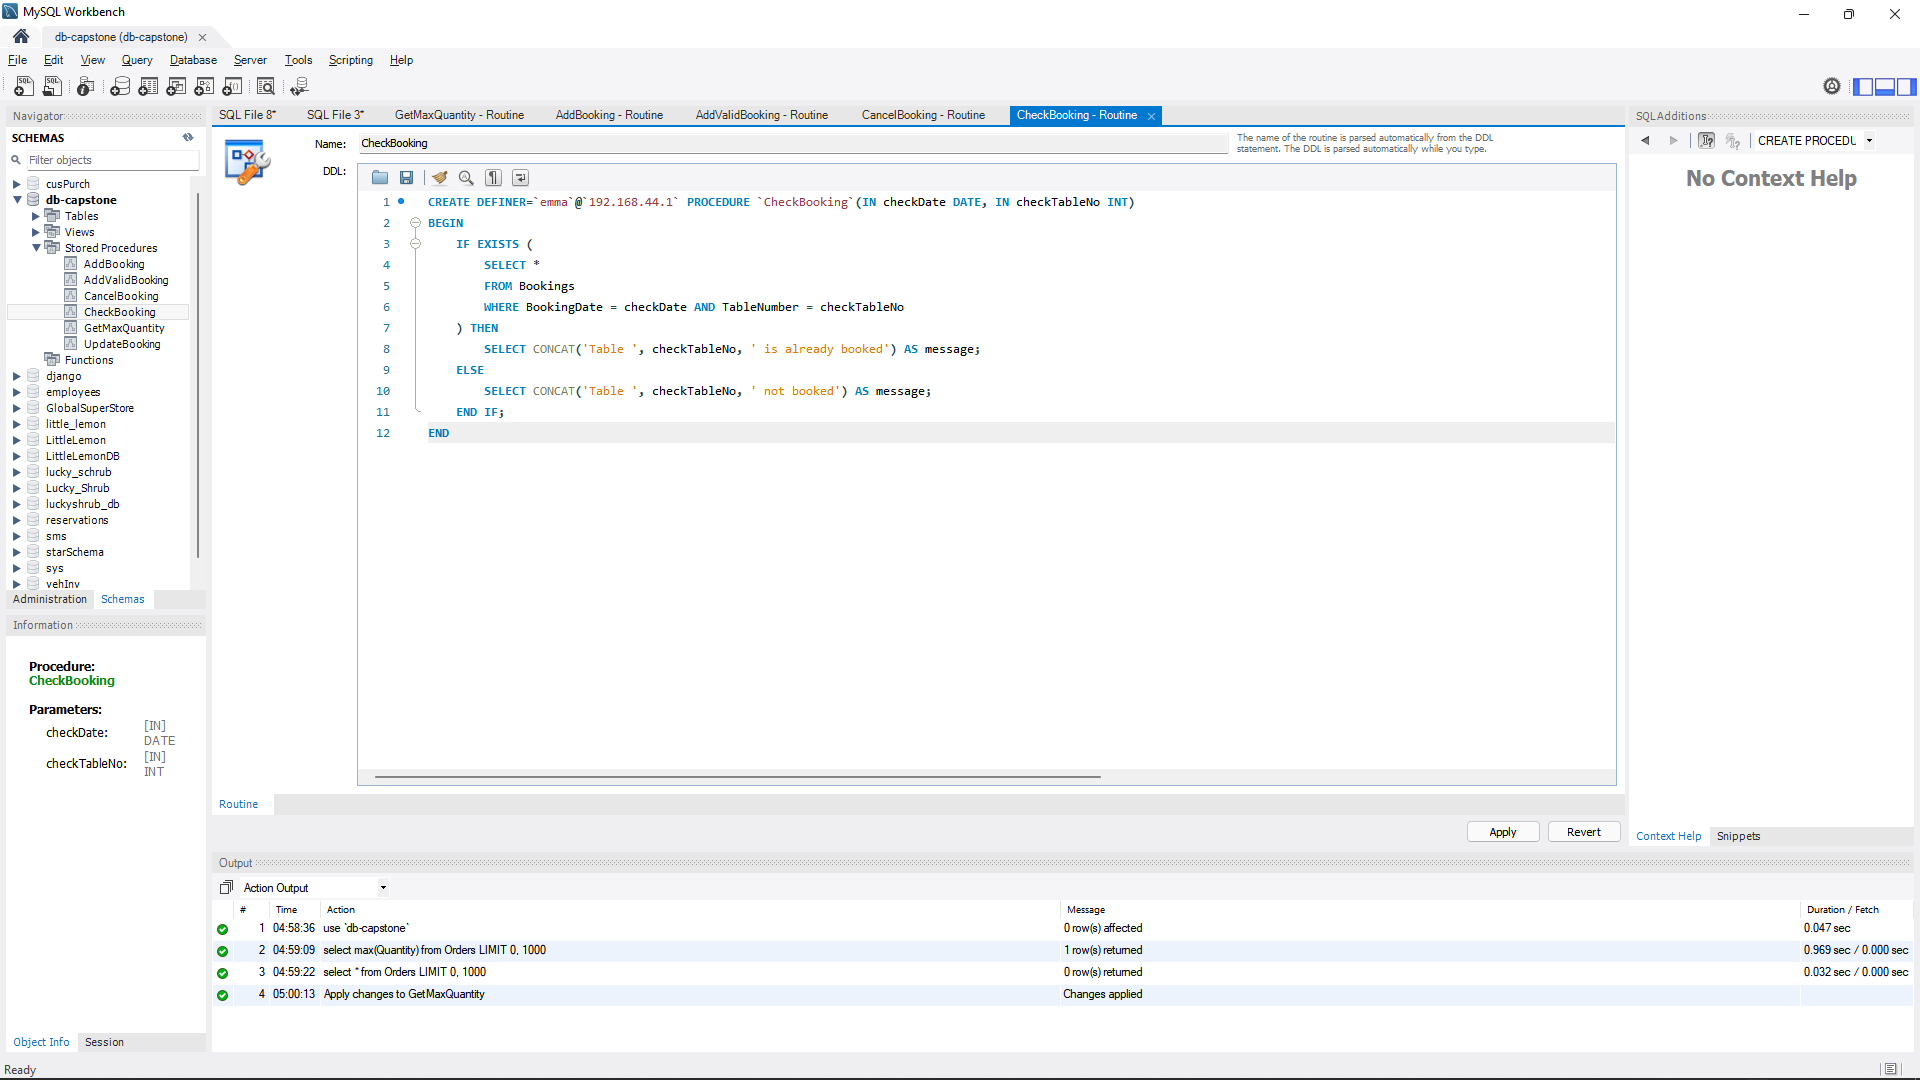 MySQL Workbench
db-capstone (db-capstone)
File Edit View Query Database Server Tools Scripting Help
Navigator
SCHEMAS
Filter objects
cusPurch
db-capstone
Tables
Views
Stored Procedures
AddBooking
AddValidBooking
CancelBooking
CheckBooking
GetMaxQuantity
UpdateBooking
Functions
django
employees
GlobalSuperStore
little_lemon
LittleLemon
LittleLemonDB
lucky_schrub
Lucky_Shrub
luckyshrub_db
reservations
sms
starSchema
sys
vehInv
Administration Schemas
Information
Procedure:
CheckBooking
Parameters:
checkDate: [IN]
DATE
checkTableNo: [IN]
INT
Object Info Session
SQL File 8* SQL File 3* GetMaxQuantity - Routine AddBooking - Routine AddValidBooking - Routine CancelBooking - Routine CheckBooking - Routine
Name: CheckBooking
The name of the routine is parsed automatically from the DDL
statement. The DDL is parsed automatically while you type.
DDL:
1 CREATE DEFINER=`emma`@`192.168.44.1` PROCEDURE `CheckBooking`(IN checkDate DATE, IN checkTableNo INT)
2 BEGIN
3 IF EXISTS (
4 SELECT *
5 FROM Bookings
6 WHERE BookingDate = checkDate AND TableNumber = checkTableNo
7 ) THEN
8 SELECT CONCAT('Table ', checkTableNo, ' is already booked') AS message;
9 ELSE
10 SELECT CONCAT('Table ', checkTableNo, ' not booked') AS message;
11 END IF;
12 END
Routine
Apply Revert
SQLAdditions
CREATE PROCEDU
No Context Help
Context Help Snippets
Output
Action Output
# Time Action Message Duration / Fetch
1 04:58:36 use `db-capstone` 0 row(s) affected 0.047 sec
2 04:59:09 select max(Quantity) from Orders LIMIT 0, 1000 1 row(s) returned 0.969 sec / 0.000 sec
3 04:59:22 select * from Orders LIMIT 0, 1000 0 row(s) returned 0.032 sec / 0.000 sec
4 05:00:13 Apply changes to GetMaxQuantity Changes applied
Ready